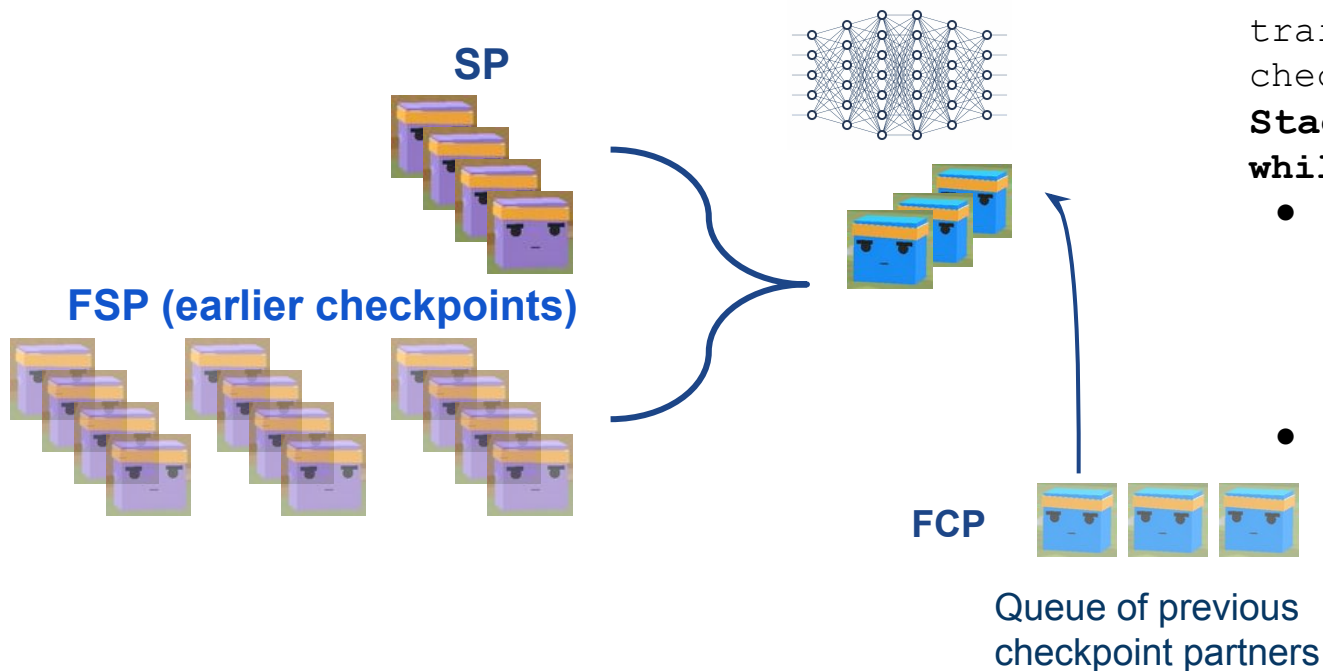 SP
FSP (earlier checkpoints)
FCP
Queue of previous
checkpoint partners